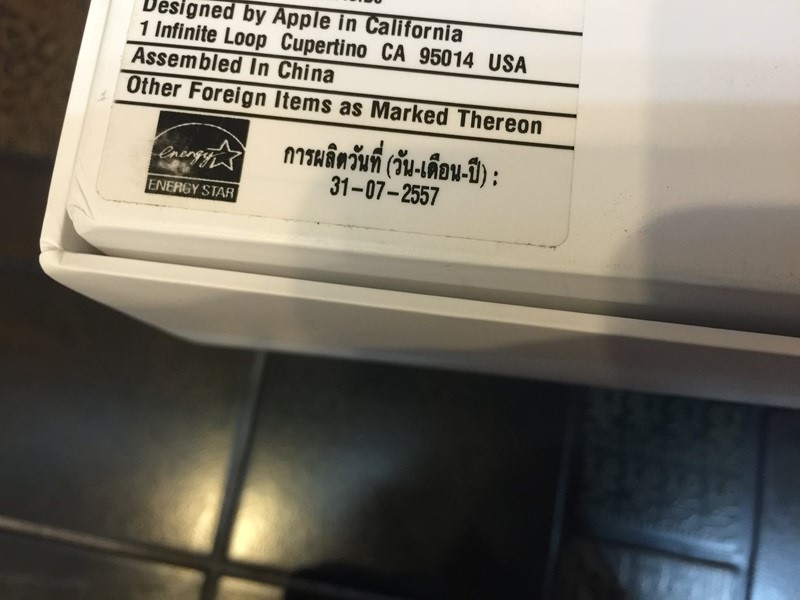 Designed by Apple in California
1 Infinite Loop Cupertino CA 95014 USA
Assembled In China
Other Foreign Items as Marked Thereon
energy
ENERGY STAR
การผลิตวันที่ (วัน-เดือน-ปี) :
31-07-2557